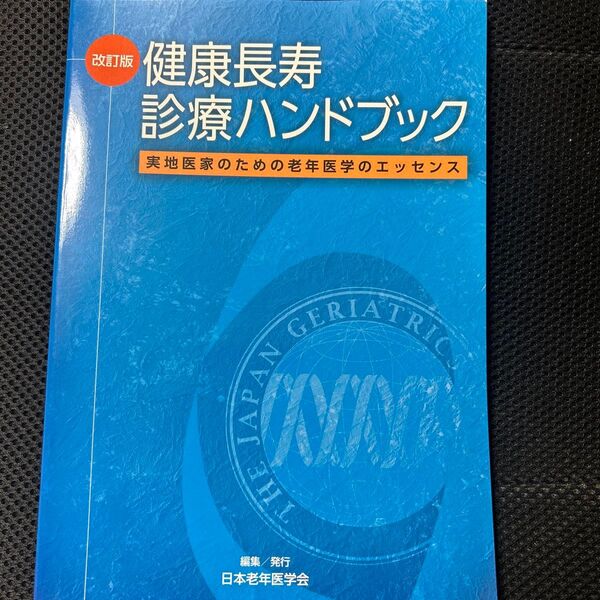 改訂版
健康長寿
診療ハンドブック
実地医家のための老年医学のエッセンス
THE JAPAN GERIATRIC
編集／発行
日本老年医学会